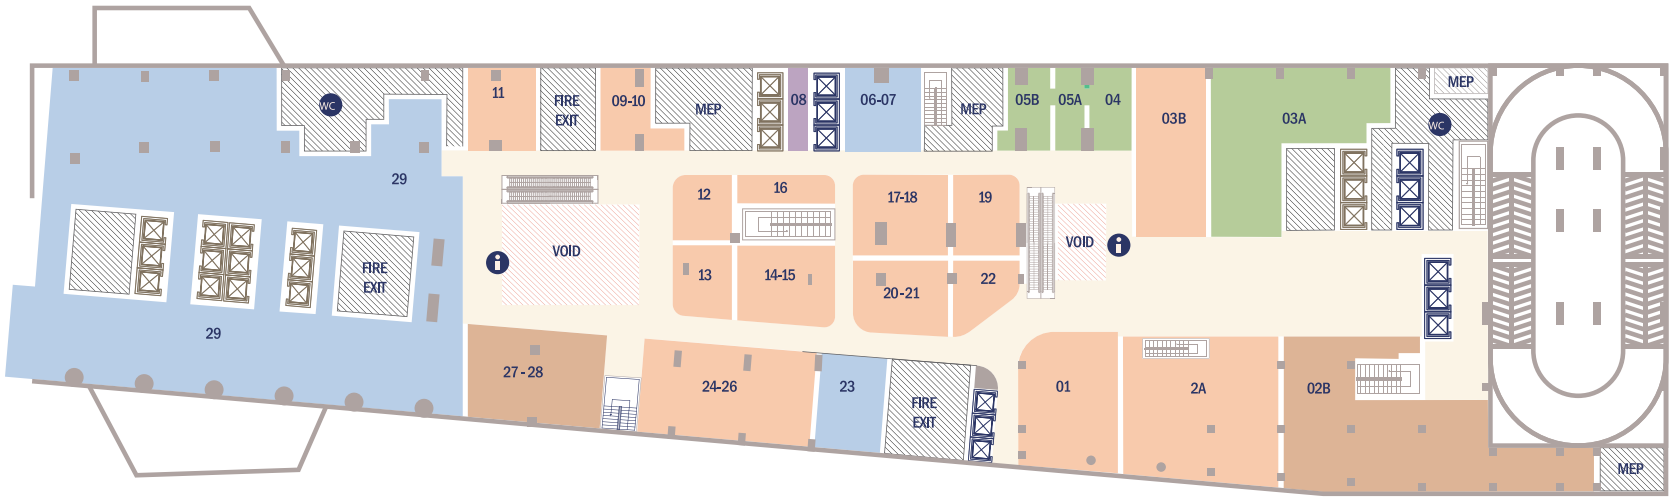 WC
11
FIRE
EXIT
09-10
MEP
08
06-07
MEP
05B
05A
04
03B
03A
MEP
WC
29
12
16
17-18
19
VOID
VOID
i
i
13
14-15
20-21
22
FIRE
EXIT
29
27-28
24-26
23
FIRE
EXIT
01
2A
02B
MEP